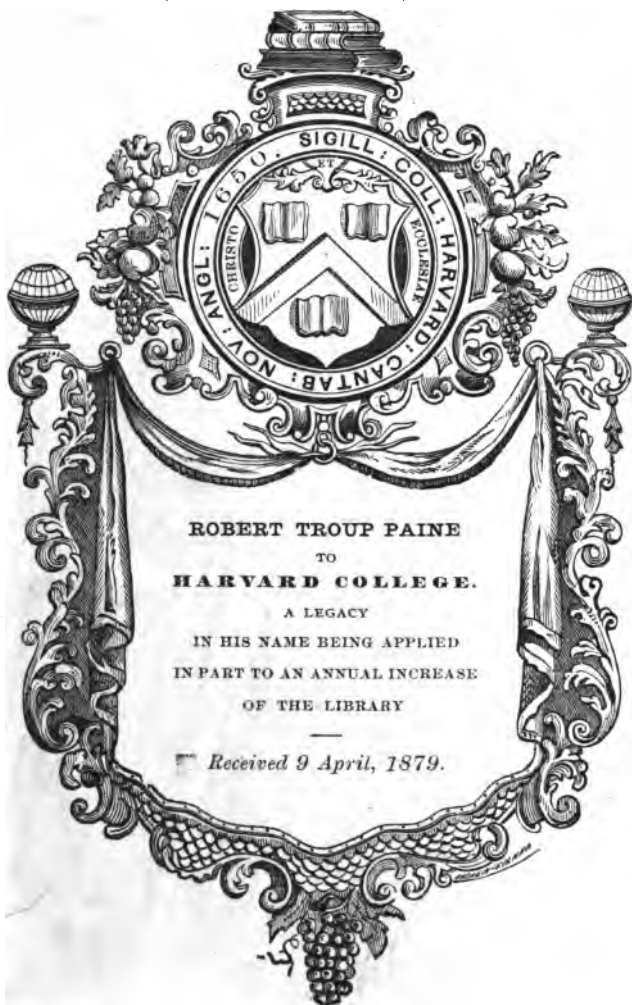 SIGILL: COLL: HARVARD: CANTAB: NOV: ANGL: 1650.
ET
CHRISTO
ECCLESIAE
ROBERT TROUP PAINE
TO
HARVARD COLLEGE.
A LEGACY
IN HIS NAME BEING APPLIED
IN PART TO AN ANNUAL INCREASE
OF THE LIBRARY
Received 9 April, 1879.